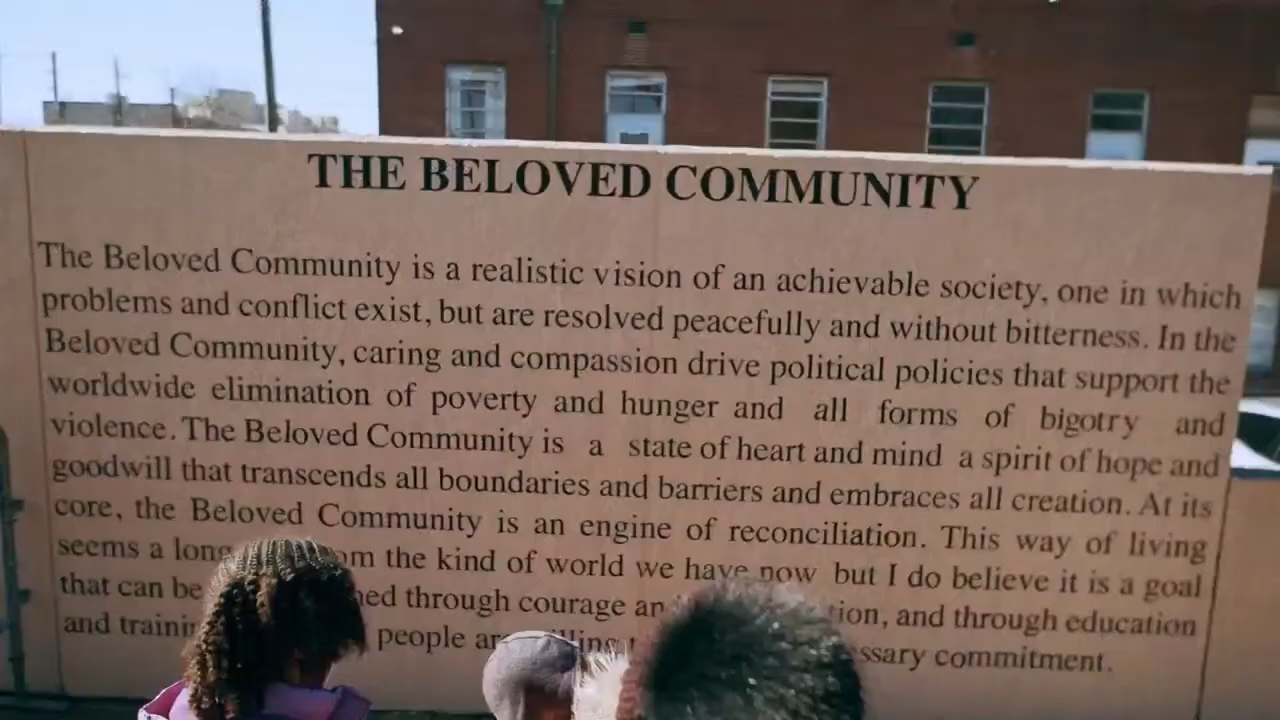 THE BELOVED COMMUNITY
The Beloved Community is a realistic vision of an achievable society, one in which
problems and conflict exist, but are resolved peacefully and without bitterness. In the
Beloved Community, caring and compassion drive political policies that support the
worldwide elimination of poverty and hunger and all forms of bigotry and
violence. The Beloved Community is a state of heart and mind a spirit of hope and
goodwill that transcends all boundaries and barriers and embraces all creation. At its
core, the Beloved Community is an engine of reconciliation. This way of living
seems a long the kind of world we have now but I do believe it is a goal
that can be through courage and through education
and people commitment.